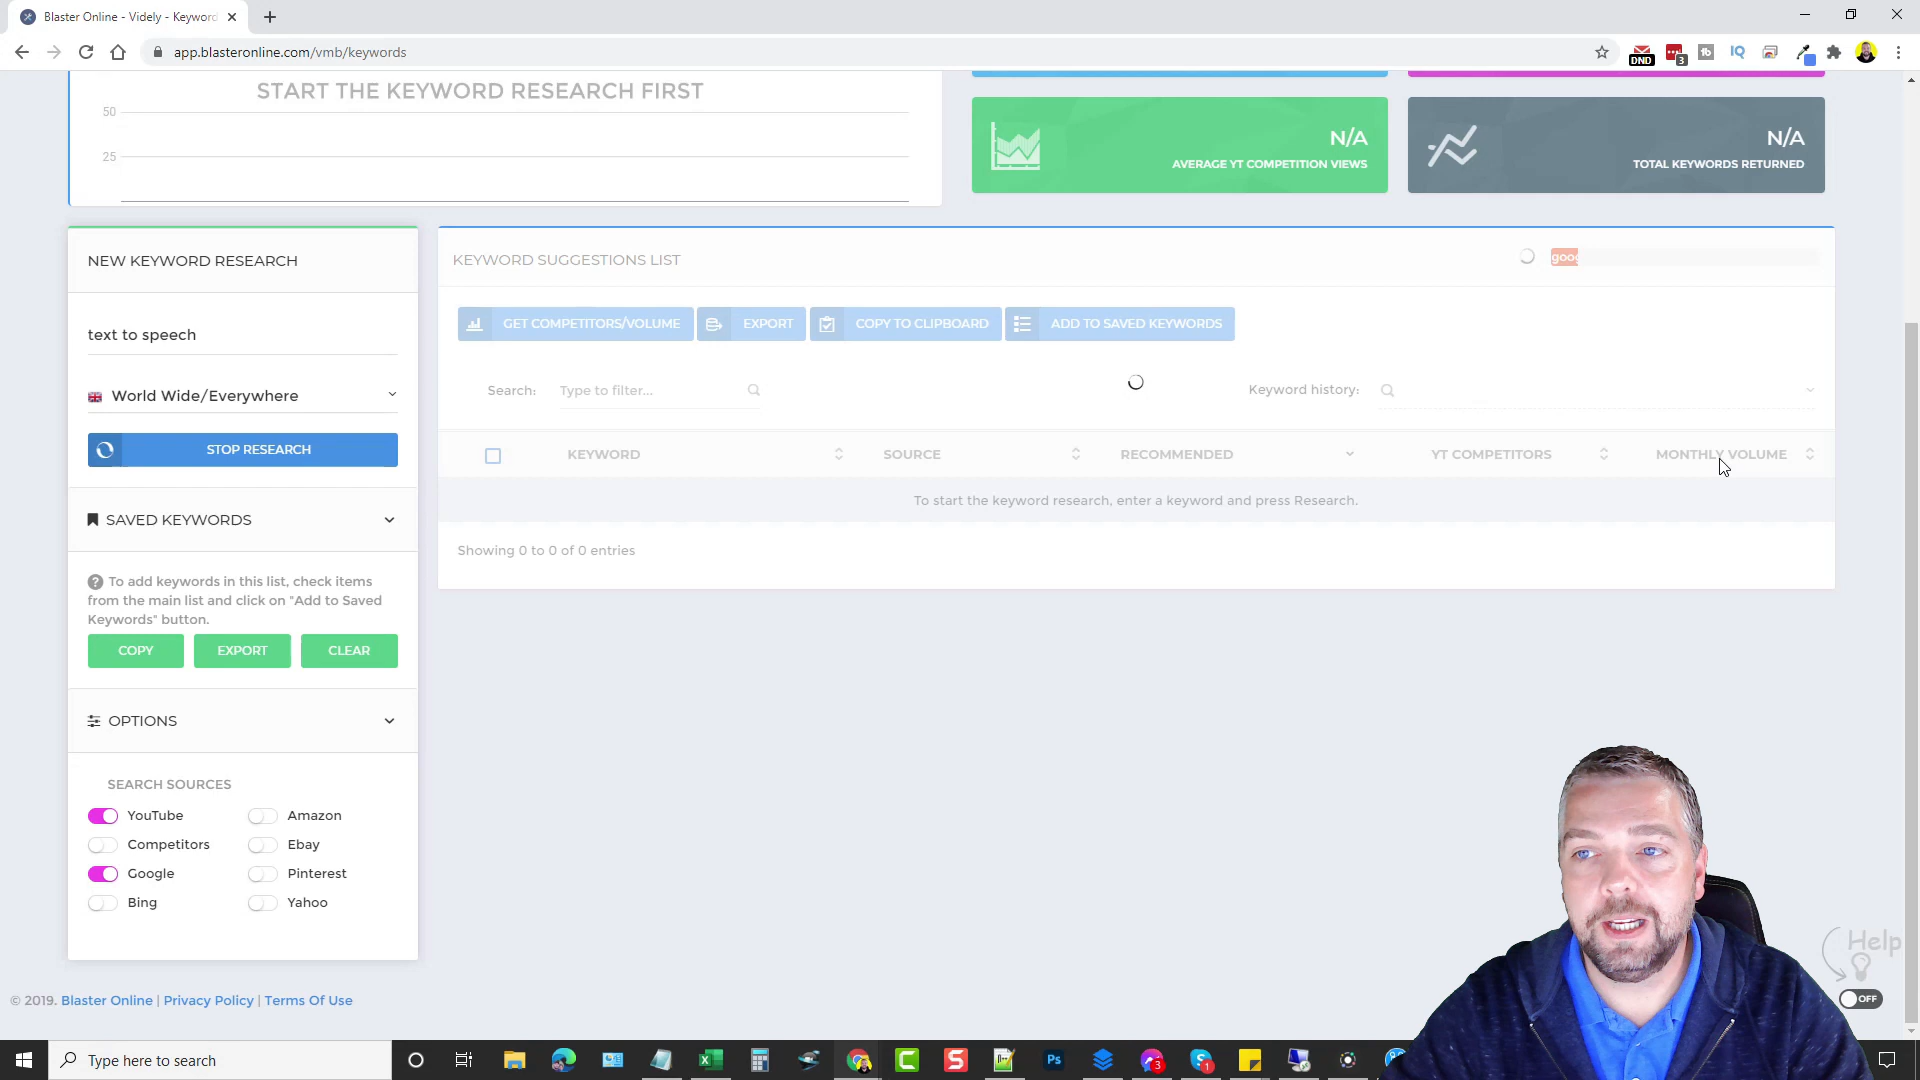 Blaster Online - Videly - Keyword
app.blasteronline.com/vmb/keywords
DND
3
START THE KEYWORD RESEARCH FIRST
50
25
N/A
AVERAGE YT COMPETITION VIEWS
N/A
TOTAL KEYWORDS RETURNED
NEW KEYWORD RESEARCH
text to speech
World Wide/Everywhere
STOP RESEARCH
SAVED KEYWORDS
To add keywords in this list, check items
from the main list and click on "Add to Saved
Keywords" button.
COPY EXPORT CLEAR
OPTIONS
SEARCH SOURCES
YouTube Amazon
Competitors Ebay
Google Pinterest
Bing Yahoo
KEYWORD SUGGESTIONS LIST
goog
GET COMPETITORS/VOLUME EXPORT COPY TO CLIPBOARD ADD TO SAVED KEYWORDS
Search: Type to filter... Keyword history:
KEYWORD SOURCE RECOMMENDED YT COMPETITORS MONTHLY VOLUME
To start the keyword research, enter a keyword and press Research.
Showing 0 to 0 of 0 entries
Help
OFF
© 2019. Blaster Online | Privacy Policy | Terms Of Use
Type here to search
Ps
3
1